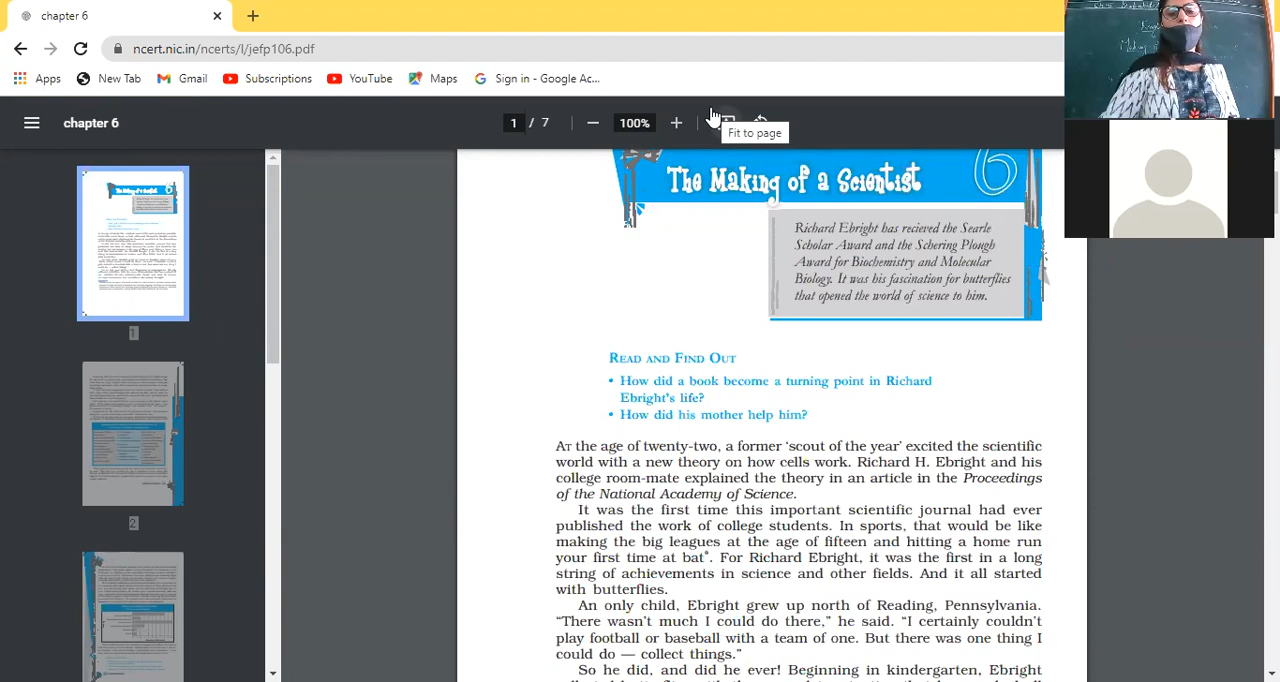 chapter 6
ncert.nic.in/ncerts/l/jefp106.pdf
Apps New Tab Gmail Subscriptions YouTube Maps Sign in - Google Ac...
chapter 6
1 / 7 100%
Fit to page
1
2
The Making of a Scientist
6
Richard Ebright has recieved the Searle
Scholar Award and the Schering Plough
Award for Biochemistry and Molecular
Biology. It was his fascination for butterflies
that opened the world of science to him.
READ AND FIND OUT
• How did a book become a turning point in Richard
Ebright's life?
• How did his mother help him?
At the age of twenty-two, a former 'scout of the year' excited the scientific
world with a new theory on how cells work. Richard H. Ebright and his
college room-mate explained the theory in an article in the Proceedings
of the National Academy of Science.
It was the first time this important scientific journal had ever
published the work of college students. In sports, that would be like
making the big leagues at the age of fifteen and hitting a home run
your first time at bat*. For Richard Ebright, it was the first in a long
string of achievements in science and other fields. And it all started
with butterflies.
An only child, Ebright grew up north of Reading, Pennsylvania.
"There wasn't much I could do there," he said. "I certainly couldn't
play football or baseball with a team of one. But there was one thing I
could do — collect things."
So he did, and did he ever! Beginning in kindergarten, Ebright